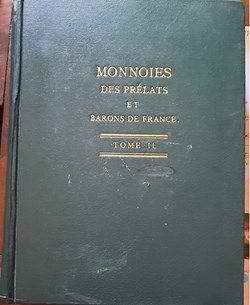 MONNOIES
DES PRÉLATS
ET
BARONS DE FRANCE.
TOME II.